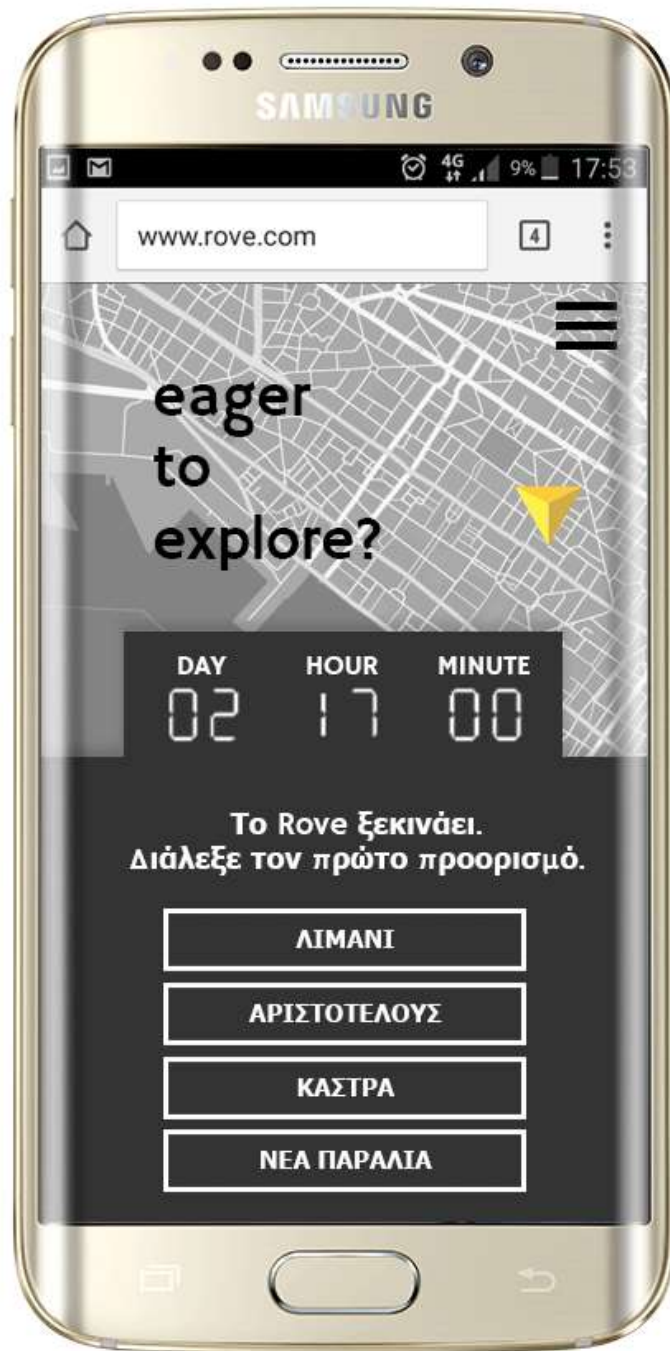 SAMSUNG
4G 9% 17:53
www.rove.com 4
eager
to
explore?
DAY HOUR MINUTE
02 17 00
Το Rove ξεκινάει.
Διάλεξε τον πρώτο προορισμό.
ΛΙΜΑΝΙ
ΑΡΙΣΤΟΤΕΛΟΥΣ
ΚΑΣΤΡΑ
ΝΕΑ ΠΑΡΑΛΙΑ